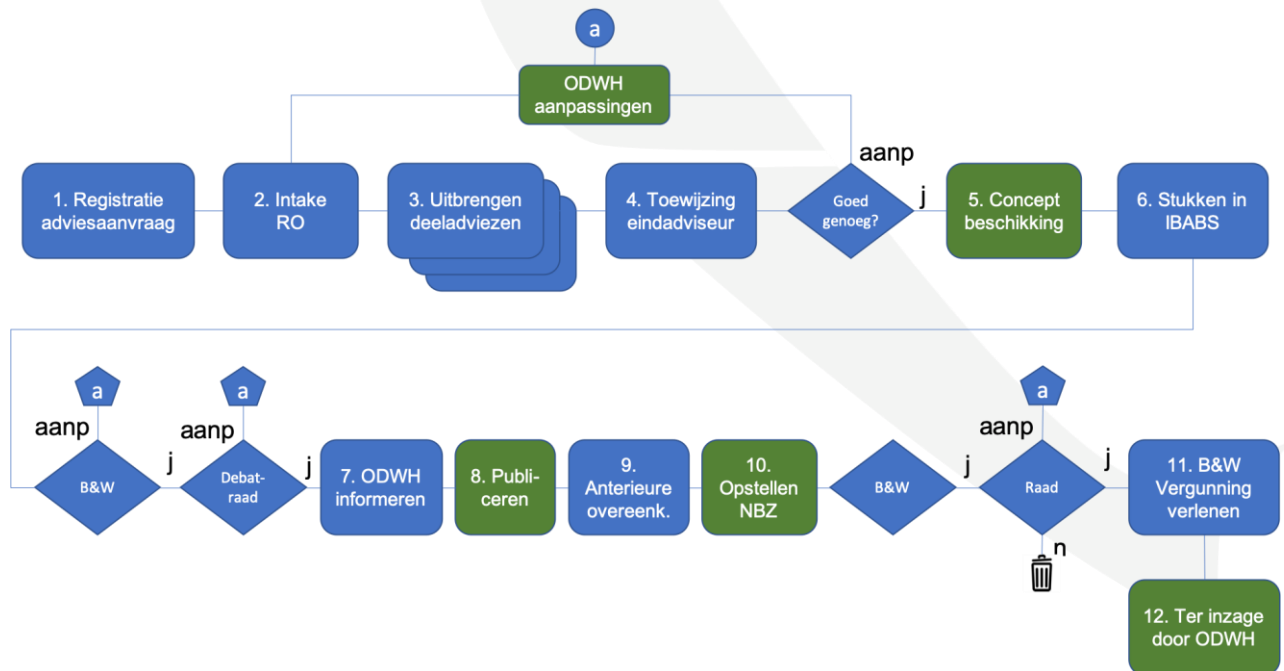 a
ODWH
aanpassingen
aanp
1. Registratie
adviesaanvraag
2. Intake
RO
3. Uitbrengen
deeladviezen
4. Toewijzing
eindadviseur
Goed
genoeg?
j
5. Concept
beschikking
6. Stukken in
IBABS
a
aanp
B&W
j
a
aanp
Debat-
raad
j
7. ODWH
informeren
8. Publi-
ceren
9.
Anterieure
overeenk.
10.
Opstellen
NBZ
B&W
j
a
aanp
Raad
j
n
11. B&W
Vergunning
verlenen
12. Ter inzage
door ODWH